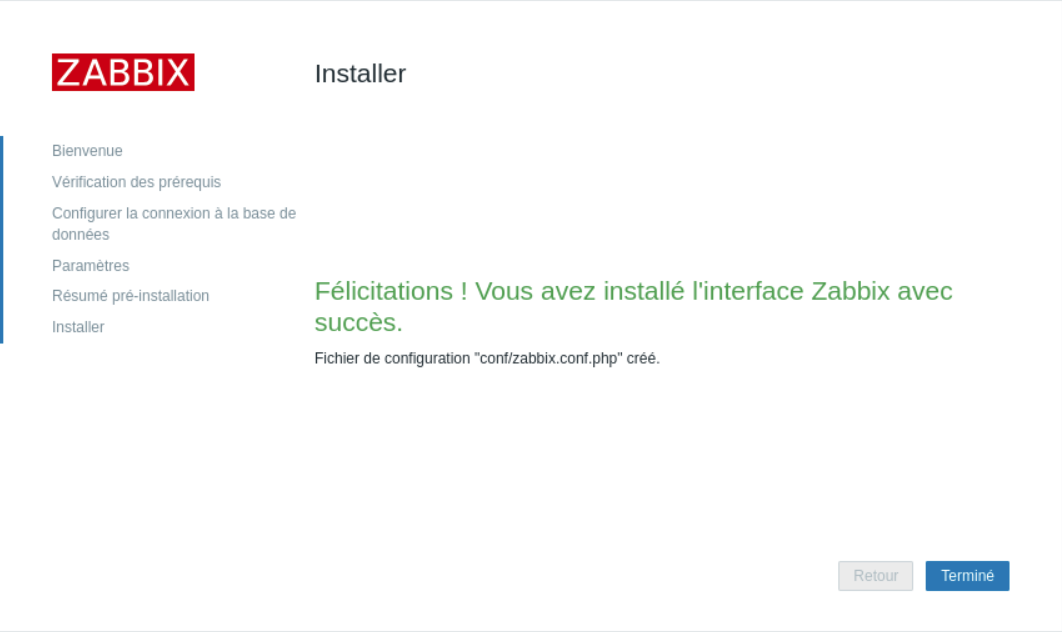 ZABBIX
Installer
Bienvenue
Vérification des prérequis
Configurer la connexion à la base de
données
Paramètres
Résumé pré-installation
Installer
Félicitations ! Vous avez installé l'interface Zabbix avec
succès.
Fichier de configuration "conf/zabbix.conf.php" créé.
Retour
Terminé